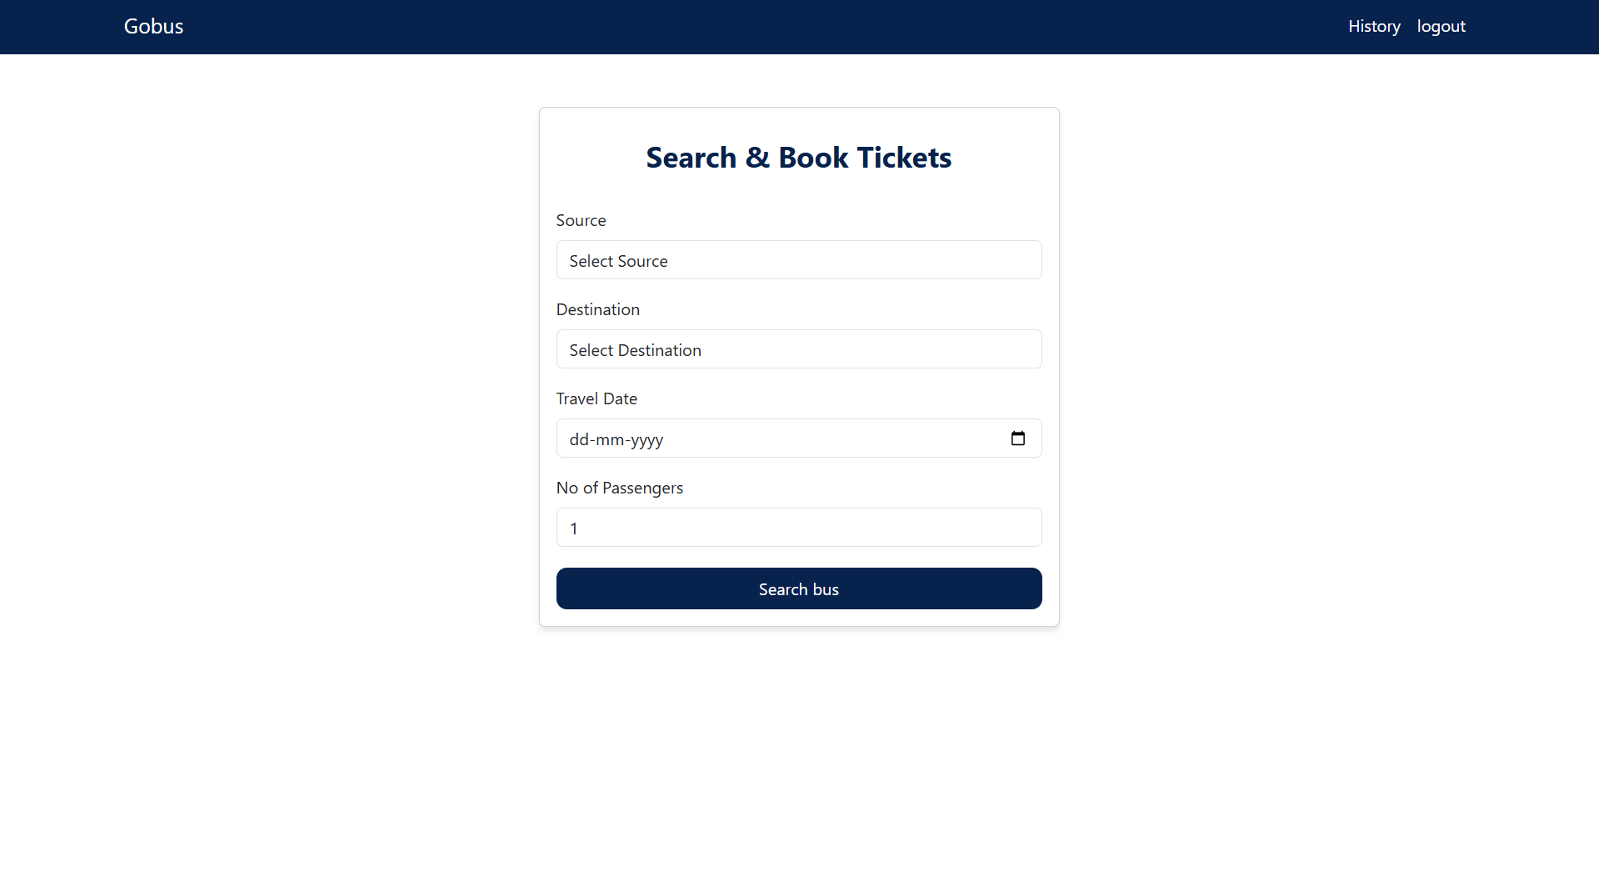 Gobus
History
logout
Search & Book Tickets
Source
Select Source
Destination
Select Destination
Travel Date
dd-mm-yyyy
No of Passengers
1
Search bus